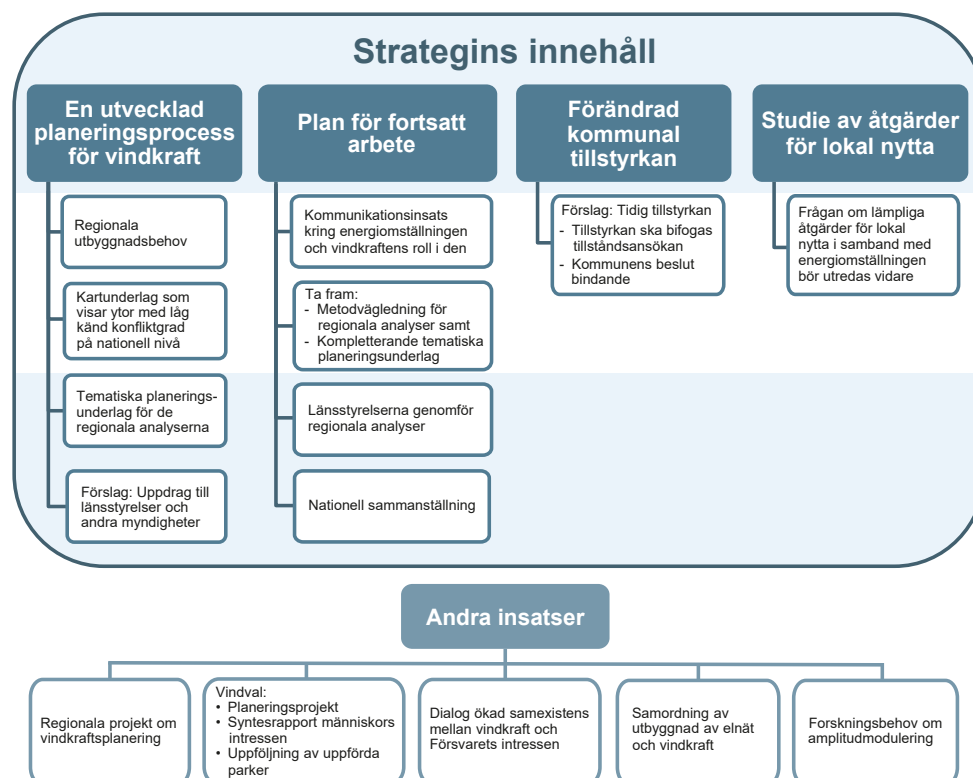 Strategins innehåll
En utvecklad
planeringsprocess
för vindkraft
Regionala
utbyggnadsbehov
Kartunderlag som
visar ytor med låg
känd konfliktgrad
på nationell nivå
Tematiska planerings-
underlag för de
regionala analyserna
Förslag: Uppdrag till
länsstyrelser och
andra myndigheter
Plan för fortsatt
arbete
Kommunikationsinsats
kring energiomställningen
och vindkraftens roll i den
Ta fram:
- Metodvägledning för
regionala analyser samt
- Kompletterande tematiska
planeringsunderlag
Länsstyrelserna genomför
regionala analyser
Nationell sammanställning
Förändrad
kommunal
tillstyrkan
Förslag: Tidig tillstyrkan
- Tillstyrkan ska bifogas
tillståndsansökan
- Kommunens beslut
bindande
Studie av åtgärder
för lokal nytta
Frågan om lämpliga
åtgärder för lokal
nytta i samband med
energiomställningen
bör utredas vidare
Andra insatser
Regionala projekt om
vindkraftsplanering
Vindval:
• Planeringsprojekt
• Syntesrapport människors
intressen
• Uppföljning av uppförda
parker
Dialog ökad samexistens
mellan vindkraft och
Försvarets intressen
Samordning av
utbyggnad av elnät
och vindkraft
Forskningsbehov om
amplitudmodulering